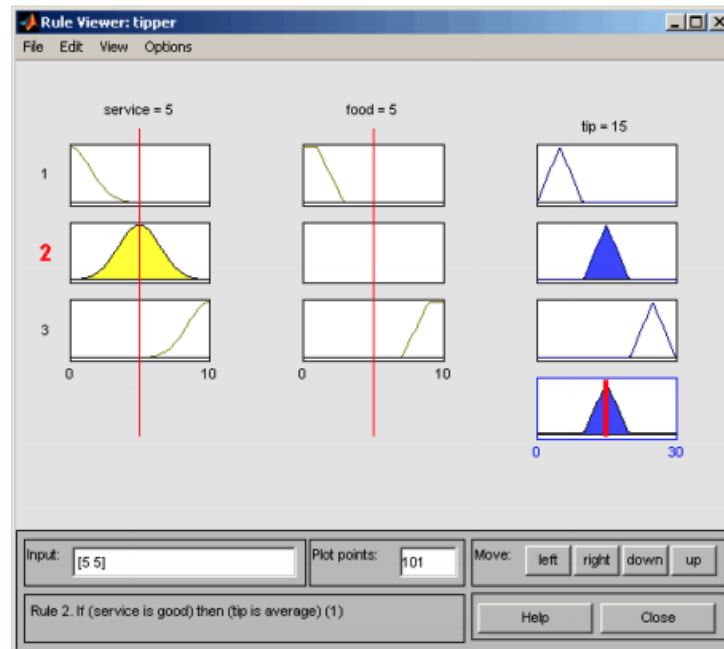 Rule Viewer: tipper
File Edit View Options
service = 5
food = 5
tip = 15
1
2
3
0 10
0 10
0 30
Input: [5 5]
Plot points: 101
Move: left right down up
Rule 2. If (service is good) then (tip is average) (1)
Help Close